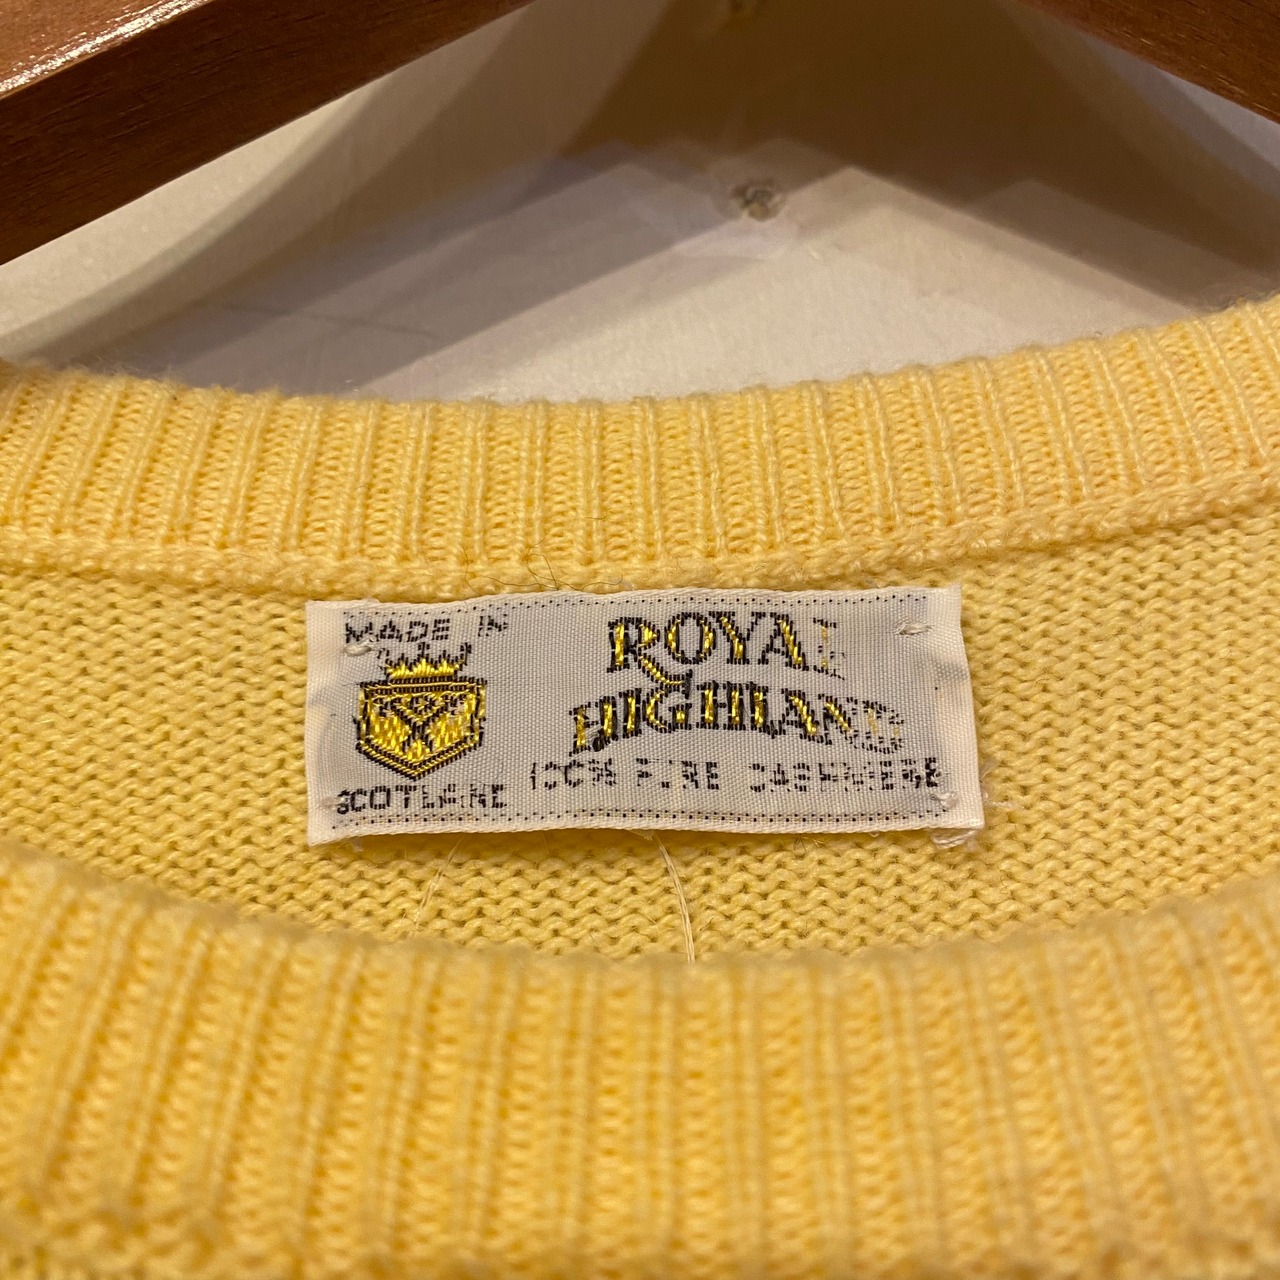 MADE IN
SCOTLAND
ROYAL
HIGHLAND
100% PURE CASHMERE